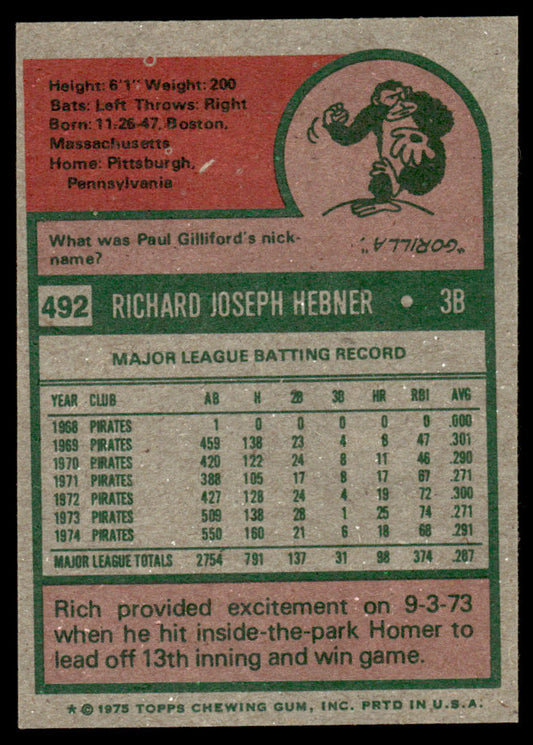 Height: 6'1" Weight: 200
Bats: Left Throws: Right
Born: 11-26-47, Boston,
Massachusetts
Home: Pittsburgh,
Pennsylvania
What was Paul Gilliford's nick-
name?
"GORILLA".
492 RICHARD JOSEPH HEBNER • 3B
MAJOR LEAGUE BATTING RECORD
YEAR CLUB AB H 2B 3B HR RBI AVG
1968 PIRATES 1 0 0 0 0 0 .000
1969 PIRATES 459 138 23 4 8 47 .301
1970 PIRATES 420 122 24 8 11 46 .290
1971 PIRATES 388 105 17 8 17 67 .271
1972 PIRATES 427 128 24 4 19 72 .300
1973 PIRATES 509 138 28 1 25 74 .271
1974 PIRATES 550 160 21 6 18 68 .291
MAJOR LEAGUE TOTALS 2754 791 137 31 98 374 .287
Rich provided excitement on 9-3-73
when he hit inside-the-park Homer to
lead off 13th inning and win game.
* © 1975 TOPPS CHEWING GUM, INC. PRTD IN U.S.A.